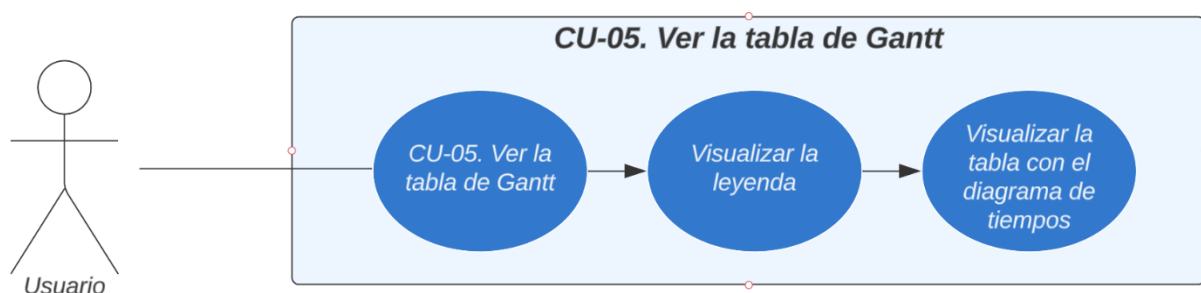 CU-05. Ver la tabla de Gantt
CU-05. Ver la
tabla de Gantt
Visualizar la
leyenda
Visualizar la
tabla con el
diagrama de
tiempos
Usuario